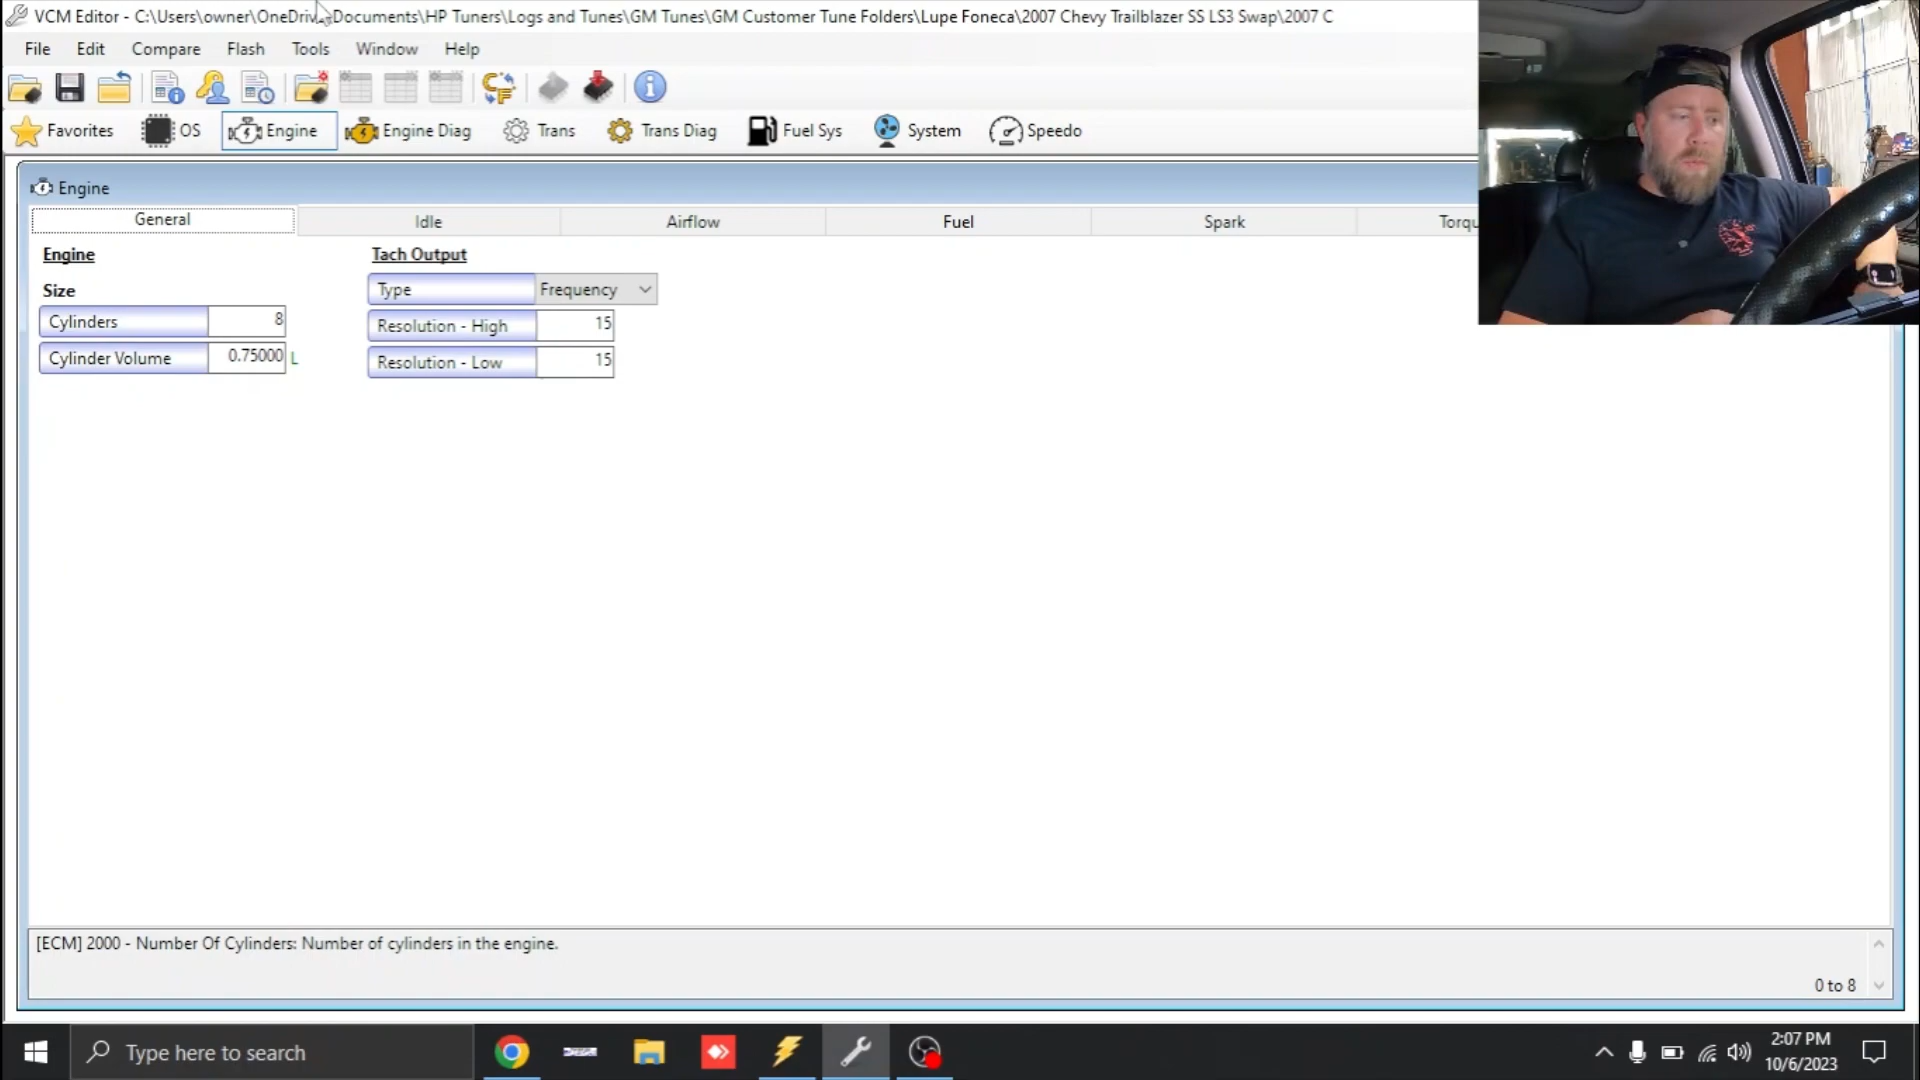 VCM Editor - C:\Users\owner\OneDriv\Documents\HP Tuners\Logs and Tunes\GM Tunes\GM Customer Tune Folders\Lupe Foneca\2007 Chevy Trailblazer SS LS3 Swap\2007 C
File Edit Compare Flash Tools Window Help
Favorites OS Engine Engine Diag Trans Trans Diag Fuel Sys System Speedo
Engine
General Idle Airflow Fuel Spark Torqu
Engine Tach Output
Size
Type Frequency
Cylinders 8
Resolution - High 15
Cylinder Volume 0.75000 L
Resolution - Low 15
[ECM] 2000 - Number Of Cylinders: Number of cylinders in the engine.
0 to 8
Type here to search
2:07 PM
10/6/2023